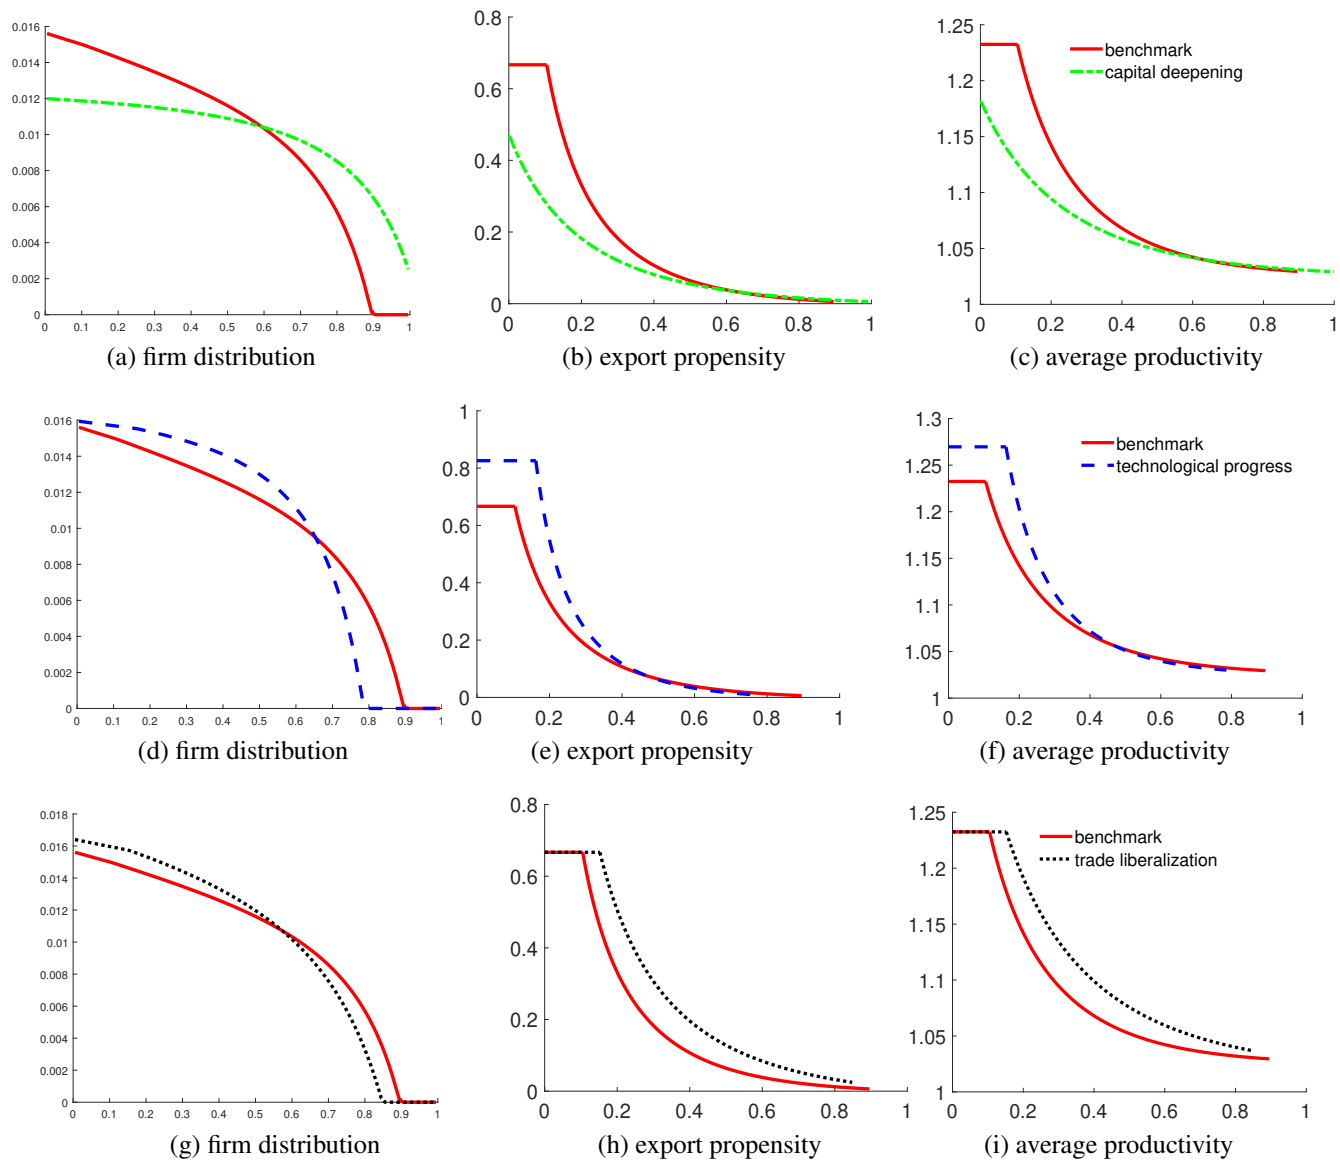 0.016
0.014
0.012
0.01
0.008
0.006
0.004
0.002
0
0 0.1 0.2 0.3 0.4 0.5 0.6 0.7 0.8 0.9 1
(a) firm distribution
0.8
0.6
0.4
0.2
0
0 0.2 0.4 0.6 0.8 1
(b) export propensity
1.25
1.2
1.15
1.1
1.05
1
0 0.2 0.4 0.6 0.8 1
benchmark
capital deepening
(c) average productivity
0.016
0.014
0.012
0.01
0.008
0.006
0.004
0.002
0
0 0.1 0.2 0.3 0.4 0.5 0.6 0.7 0.8 0.9 1
(d) firm distribution
1
0.8
0.6
0.4
0.2
0
0 0.2 0.4 0.6 0.8 1
(e) export propensity
1.3
1.25
1.2
1.15
1.1
1.05
1
0 0.2 0.4 0.6 0.8 1
benchmark
technological progress
(f) average productivity
0.018
0.016
0.014
0.012
0.01
0.008
0.006
0.004
0.002
0
0 0.1 0.2 0.3 0.4 0.5 0.6 0.7 0.8 0.9 1
(g) firm distribution
0.8
0.6
0.4
0.2
0
0 0.2 0.4 0.6 0.8 1
(h) export propensity
1.25
1.2
1.15
1.1
1.05
1
0 0.2 0.4 0.6 0.8 1
benchmark
trade liberalization
(i) average productivity